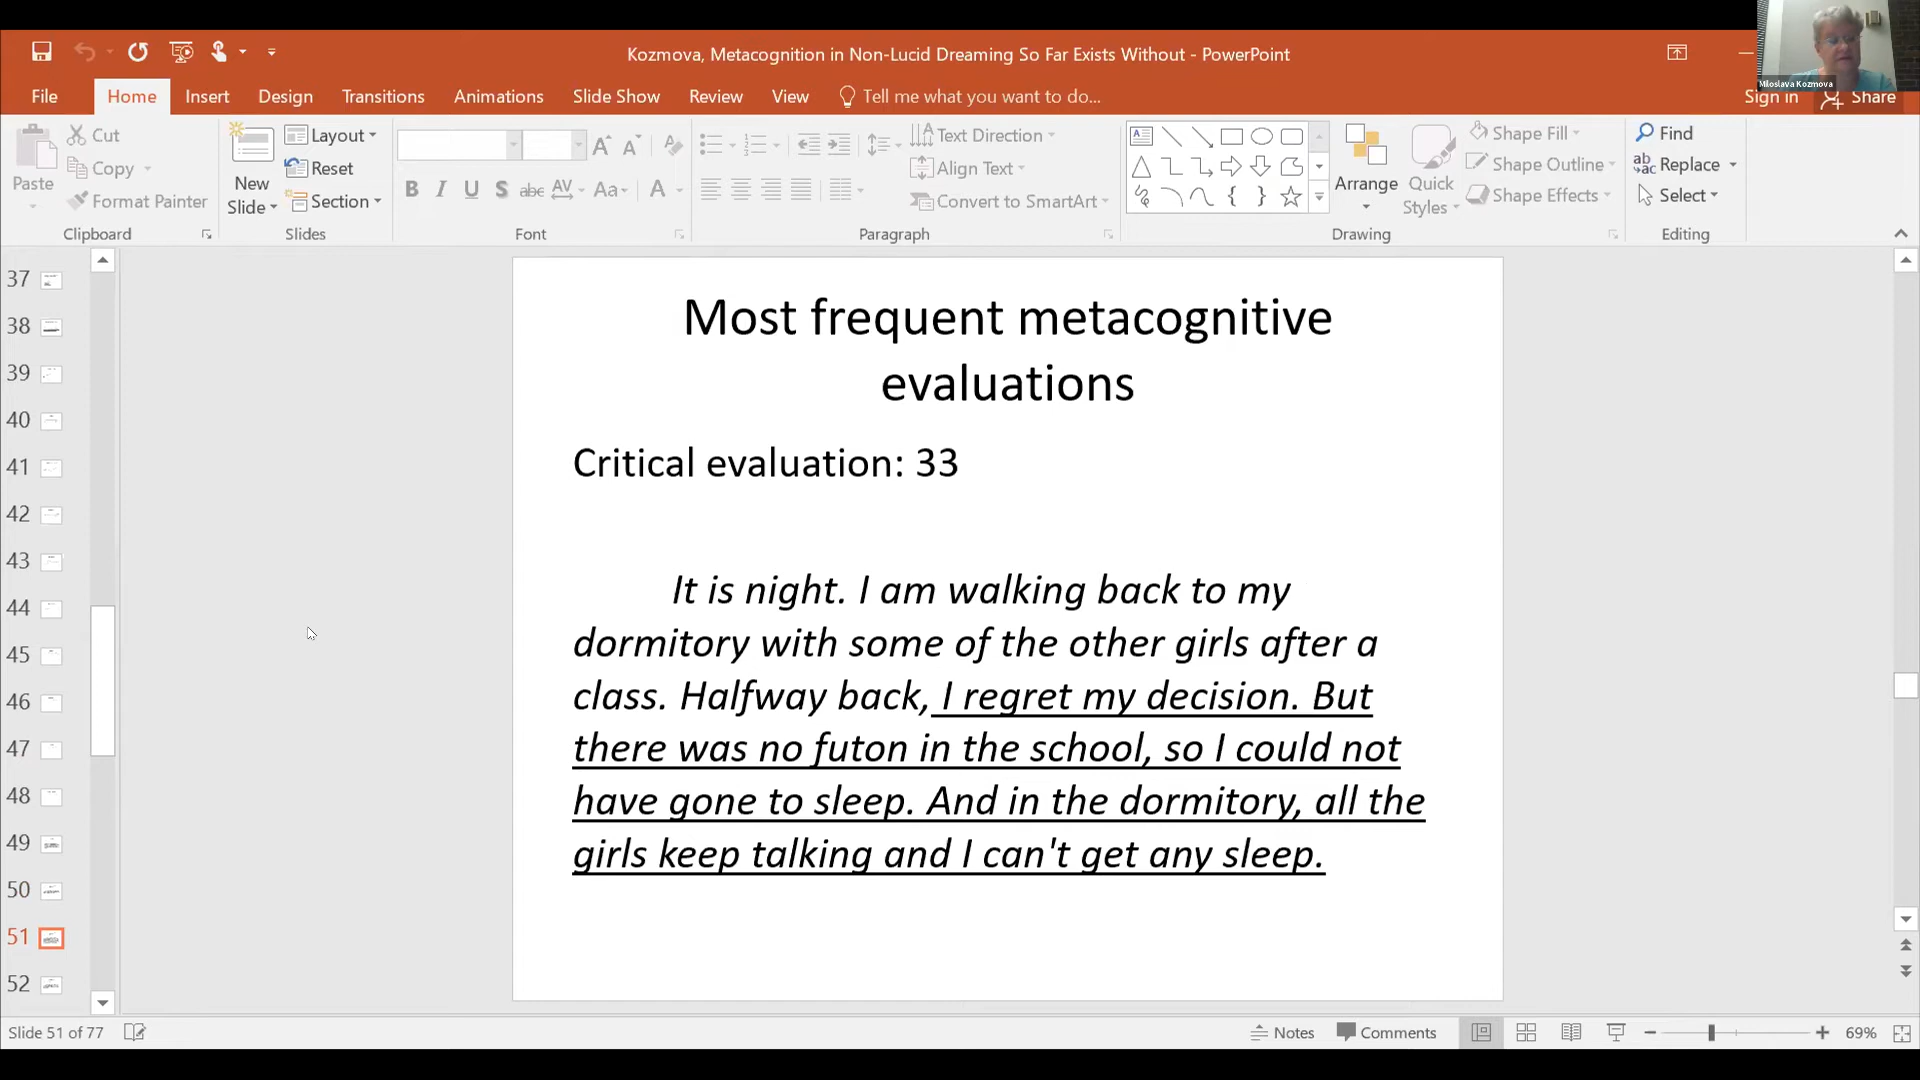 Kozmova, Metacognition in Non-Lucid Dreaming So Far Exists Without - PowerPoint
Miloslava Kozmova
File Home Insert Design Transitions Animations Slide Show Review View Tell me what you want to do... Sign in Share
Paste
Cut
Copy
Format Painter
Clipboard
New
Slide
Layout
Reset
Section
Slides
B I U S abc AV Aa A
Font
Text Direction
Align Text
Convert to SmartArt
Paragraph
Arrange
Quick
Styles
Shape Fill
Shape Outline
Shape Effects
Drawing
Find
Replace
Select
Editing
37
38
39
40
41
42
43
44
45
46
47
48
49
50
51
52
Most frequent metacognitive
evaluations
Critical evaluation: 33
It is night. I am walking back to my
dormitory with some of the other girls after a
class. Halfway back, I regret my decision. But
there was no futon in the school, so I could not
have gone to sleep. And in the dormitory, all the
girls keep talking and I can't get any sleep.
Slide 51 of 77 Notes Comments 69%